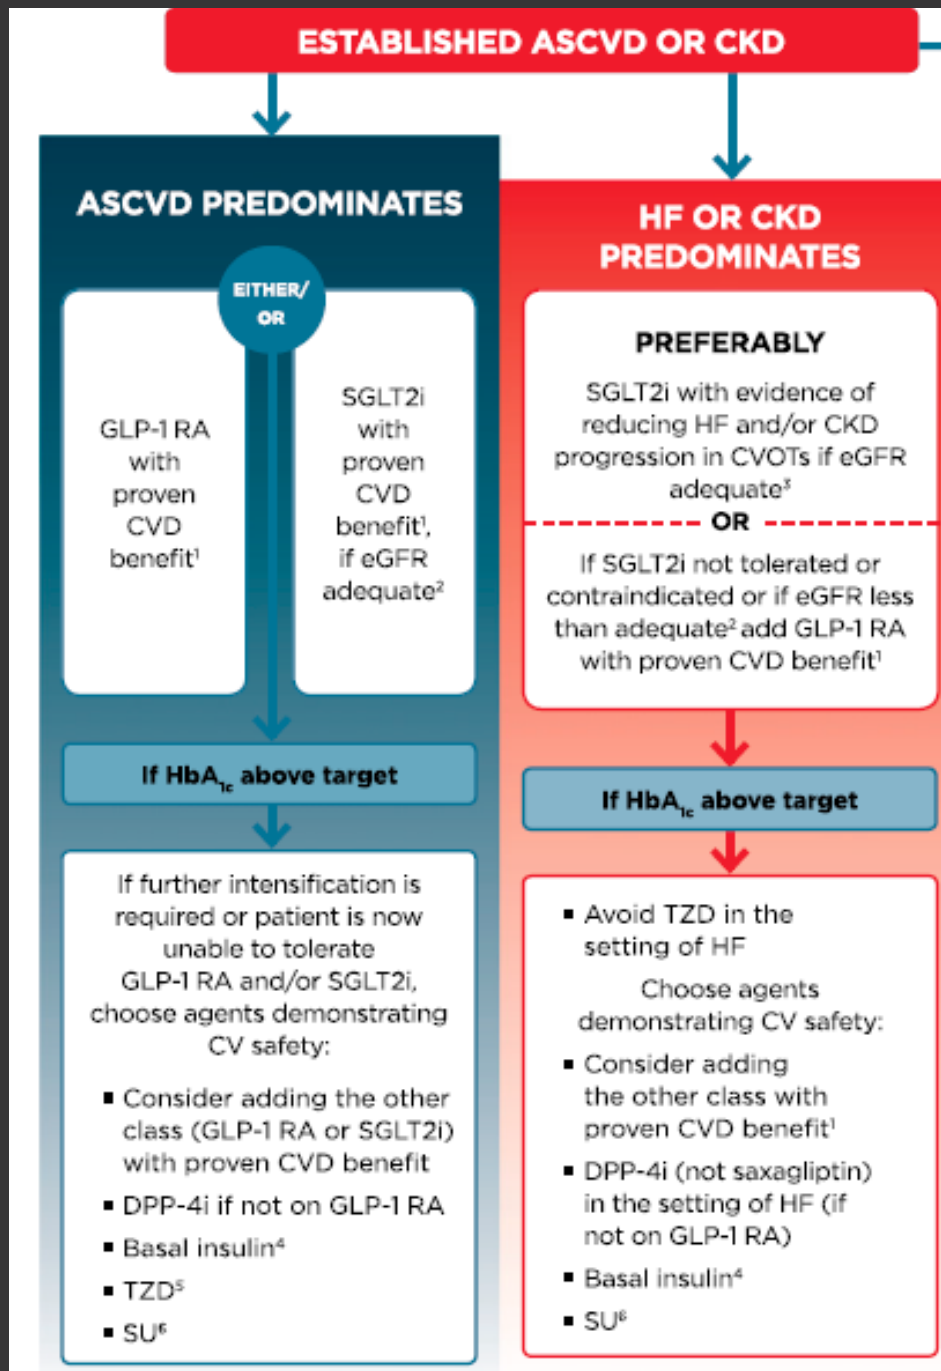 ESTABLISHED ASCVD OR CKD
ASCVD PREDOMINATES
EITHER/
OR
GLP-1 RA
with
proven
CVD
benefit¹
SGLT2i
with
proven
CVD
benefit¹,
if eGFR
adequate²
If HbA₁c above target
If further intensification is
required or patient is now
unable to tolerate
GLP-1 RA and/or SGLT2i,
choose agents demonstrating
CV safety:
▪ Consider adding the other
class (GLP-1 RA or SGLT2i)
with proven CVD benefit
▪ DPP-4i if not on GLP-1 RA
▪ Basal insulin⁴
▪ TZD⁵
▪ SU⁶
HF OR CKD
PREDOMINATES
PREFERABLY
SGLT2i with evidence of
reducing HF and/or CKD
progression in CVOTs if eGFR
adequate³
OR
If SGLT2i not tolerated or
contraindicated or if eGFR less
than adequate² add GLP-1 RA
with proven CVD benefit¹
If HbA₁c above target
▪ Avoid TZD in the
setting of HF
Choose agents
demonstrating CV safety:
▪ Consider adding
the other class with
proven CVD benefit¹
▪ DPP-4i (not saxagliptin)
in the setting of HF (if
not on GLP-1 RA)
▪ Basal insulin⁴
▪ SU⁶